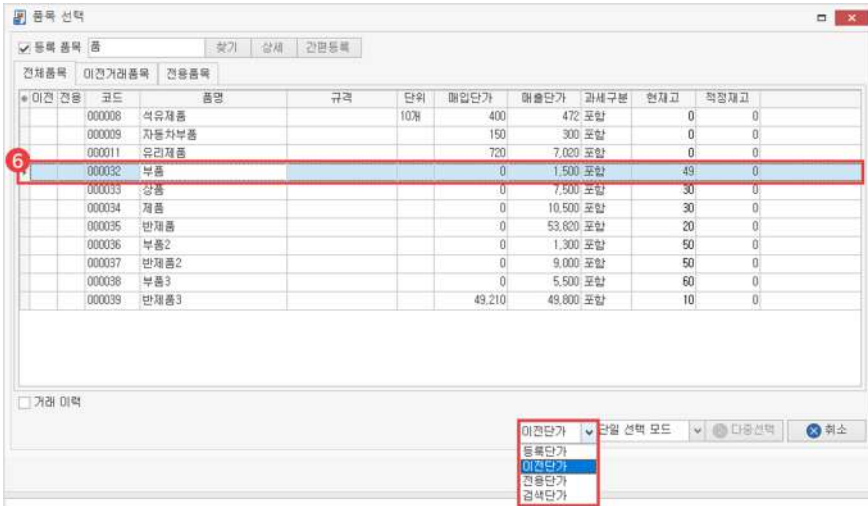 품목 선택
등록 품목 품 찾기 상세 간편등록
전체품목 이전거래품목 전용품목
이전 전용 코드 품명 규격 단위 매입단가 매출단가 과세구분 현재고 적정재고
000008 석유제품 10개 400 472 포함 0 0
000009 자동차부품 150 300 포함 0 0
000011 유리제품 720 7,020 포함 0 0
6 000032 부품 0 1,500 포함 49 0
000033 상품 0 7,500 포함 30 0
000034 제품 0 10,500 포함 30 0
000035 반제품 0 53,820 포함 20 0
000036 부품2 0 1,300 포함 50 0
000037 반제품2 0 9,000 포함 50 0
000038 부품3 0 5,500 포함 60 0
000039 반제품3 49,210 49,800 포함 10 0
거래 이력
이전단가 단일 선택 모드 다중선택 취소
등록단가
이전단가
전용단가
검색단가